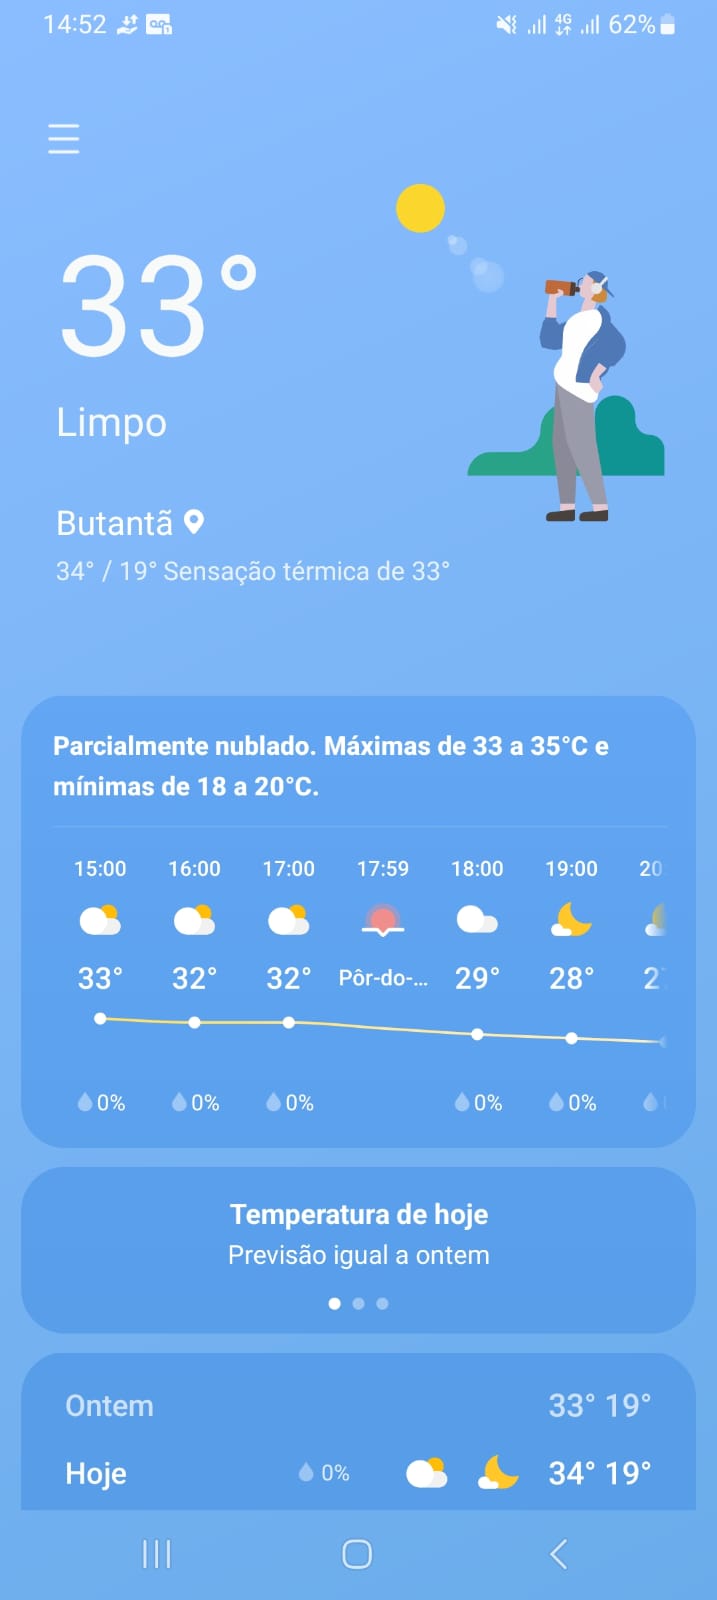 14:52 4G 62%
33°
Limpo
Butantã
34° / 19° Sensação térmica de 33°
Parcialmente nublado. Máximas de 33 a 35°C e
mínimas de 18 a 20°C.
15:00 16:00 17:00 17:59 18:00 19:00 20
33° 32° 32° Pôr-do-... 29° 28° 2
0% 0% 0% 0% 0%
Temperatura de hoje
Previsão igual a ontem
Ontem 33° 19°
Hoje 0% 34° 19°